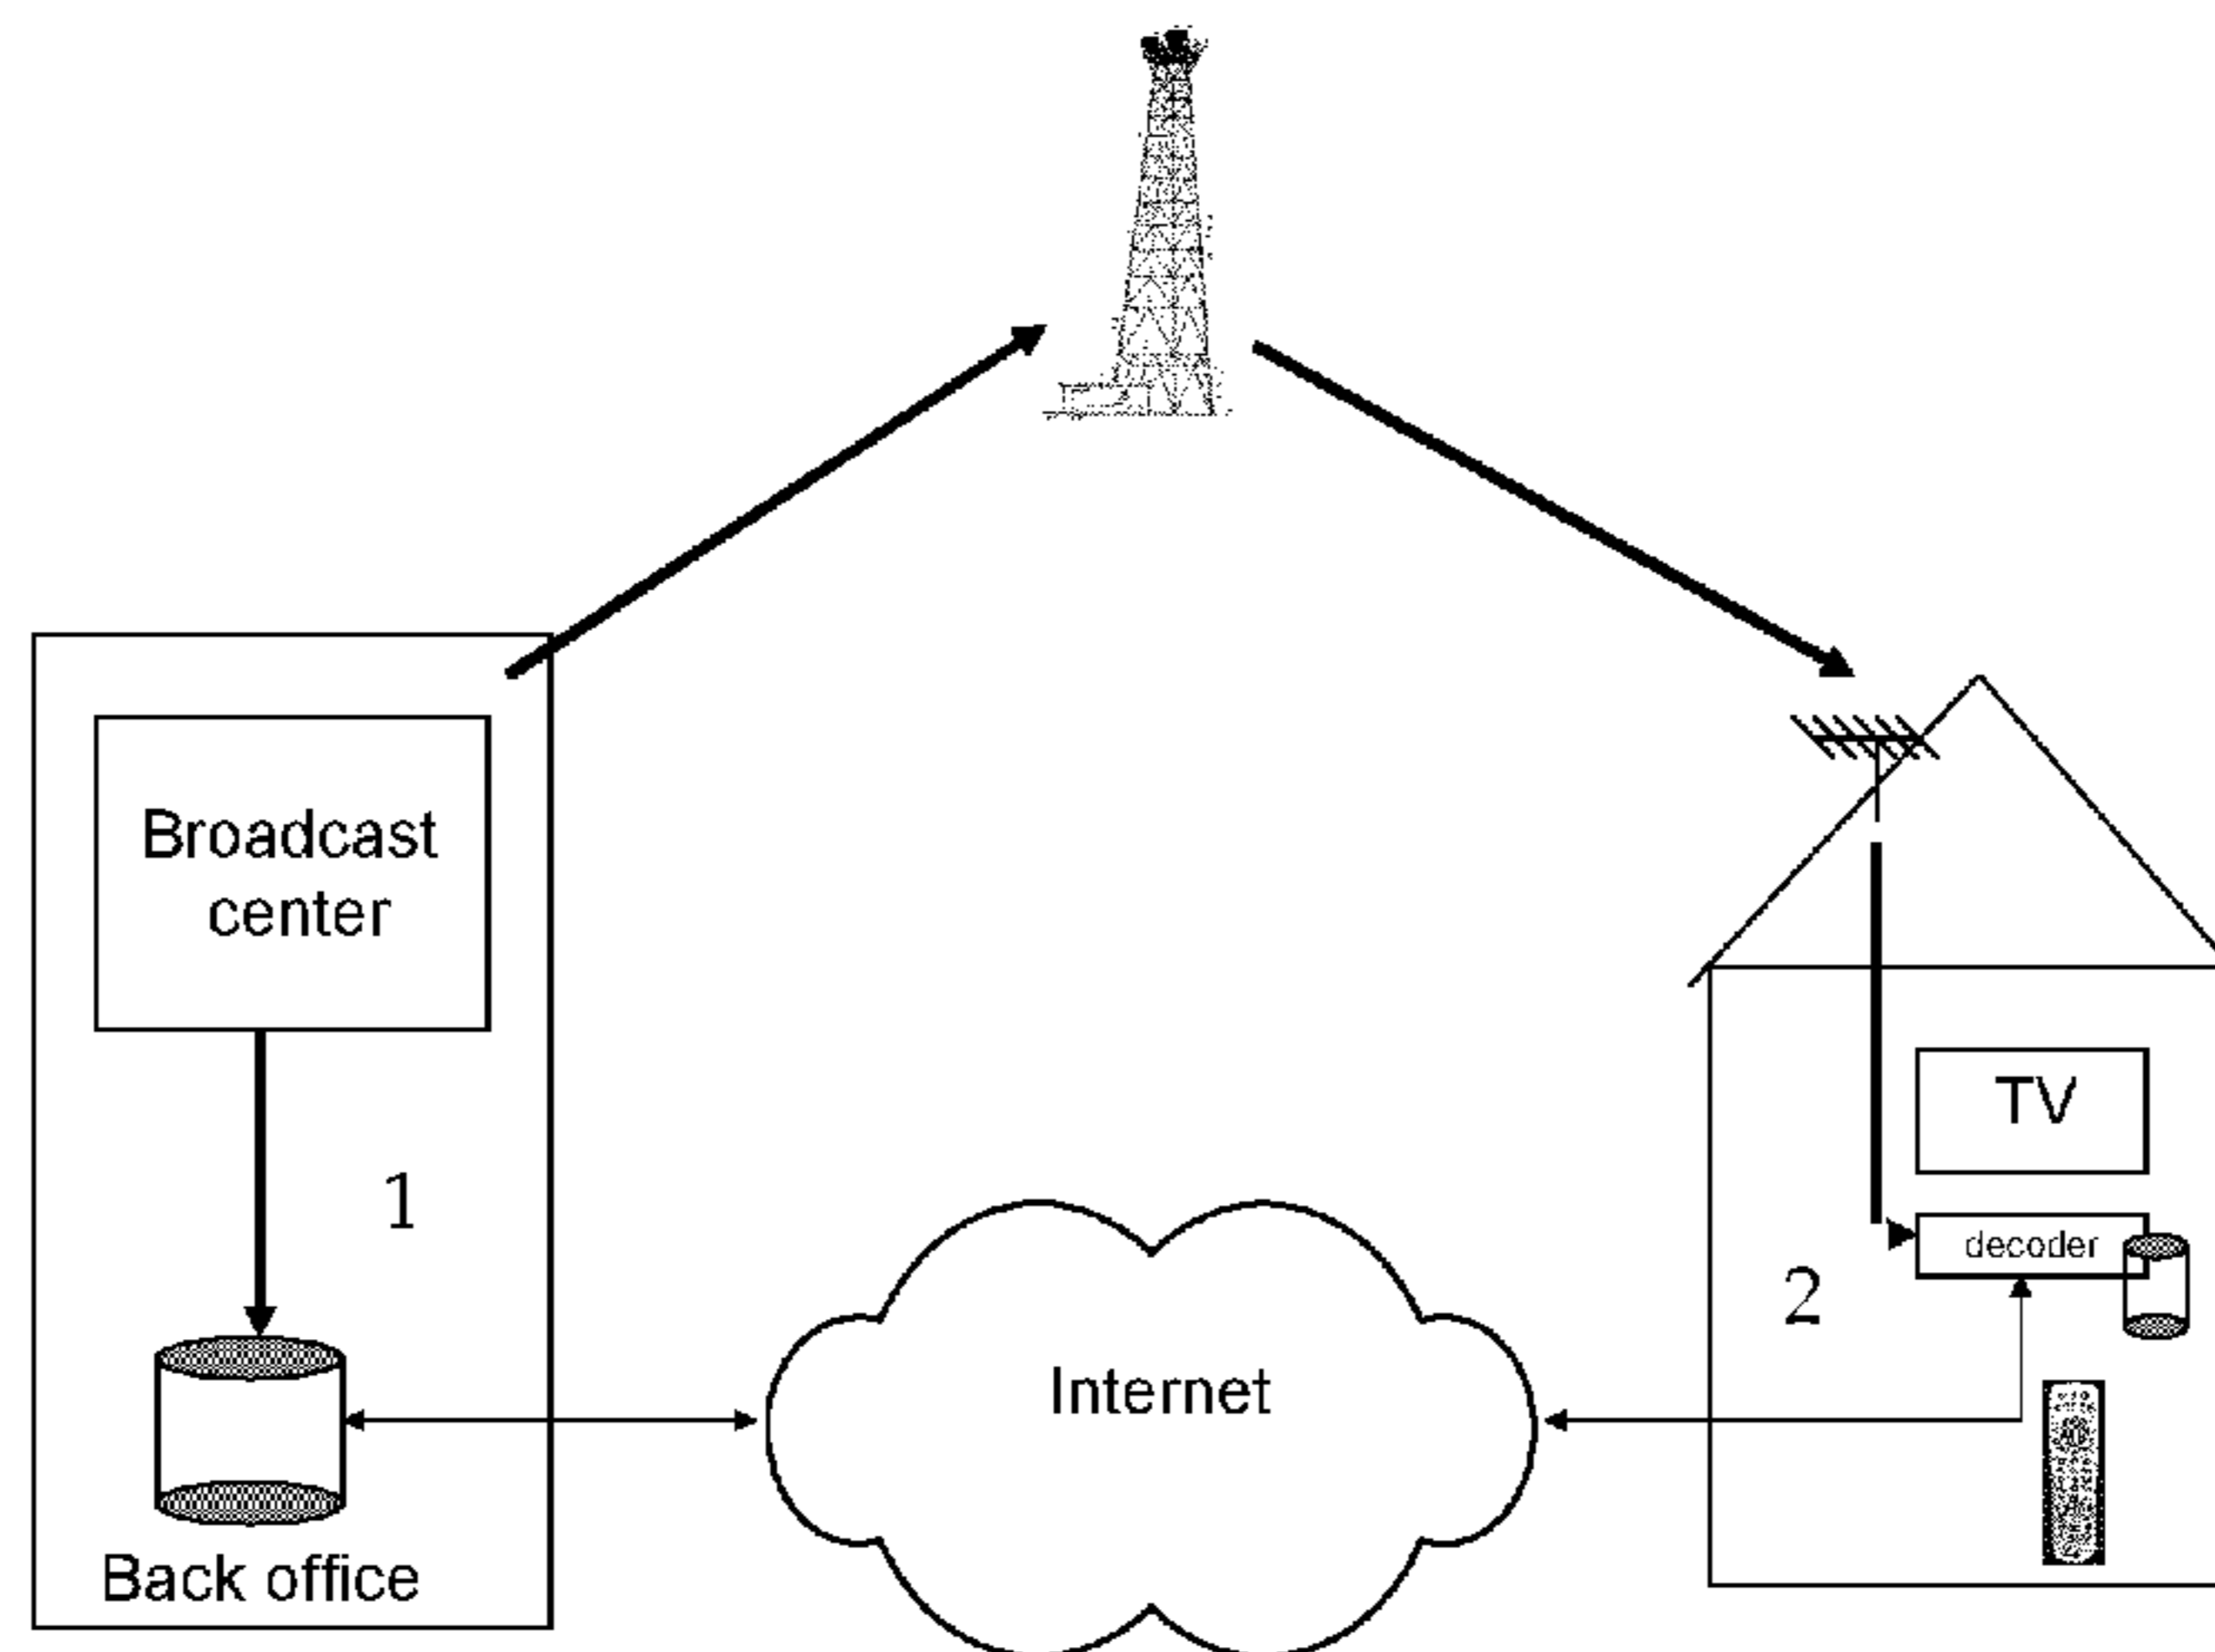 Broadcast
center
1
Back office
Internet
TV
decoder
2